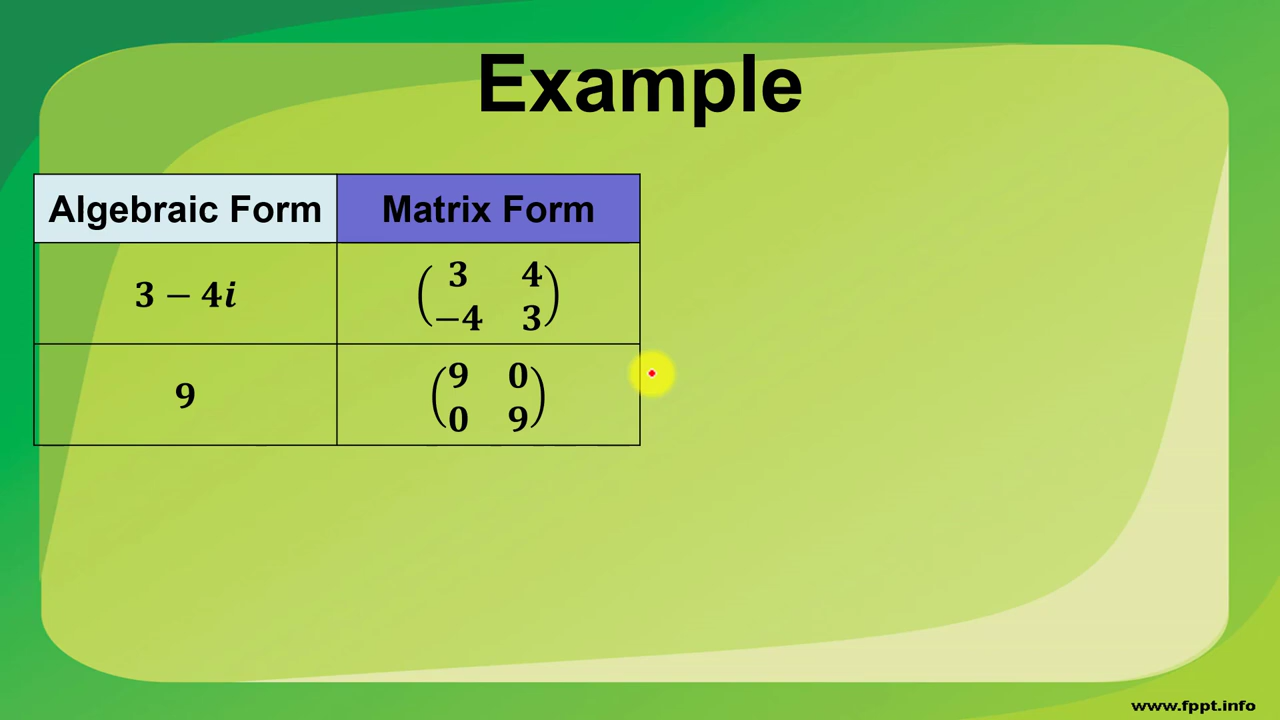 Example
Algebraic Form Matrix Form
3 − 4i
(3 4
−4 3)
9
(9 0
0 9)
www.fppt.info